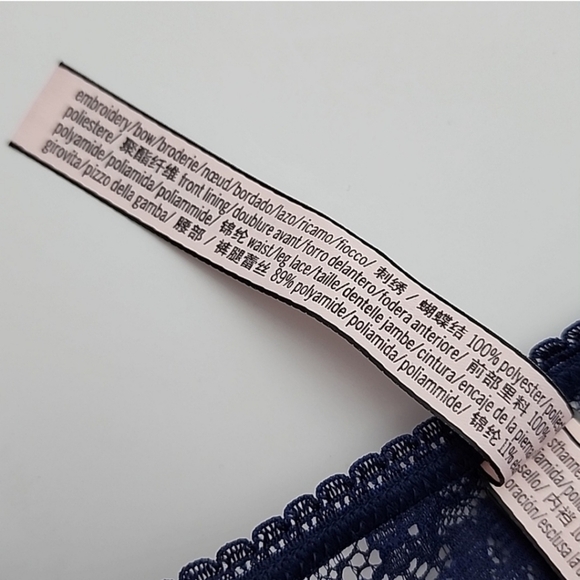 embroidery/bow/broderie/nœud/bordado/lazo/ricamo/fiocco/ 刺绣 / 蝴蝶结 100% polyester/
poliestere/ 聚酯纤维 front lining/doublure avant/forro delantero/fodera anteriore/ 前部里料 100%
polyamide/poliamida/poliammide/ 锦纶 waist/leg lace/taille/dentelle jambe/cintura/encaje de la
girovita/pizzo della gamba/ 腰部 / 裤腿蕾丝 89% polyamide/poliamida/poliammide/ 锦纶 11%